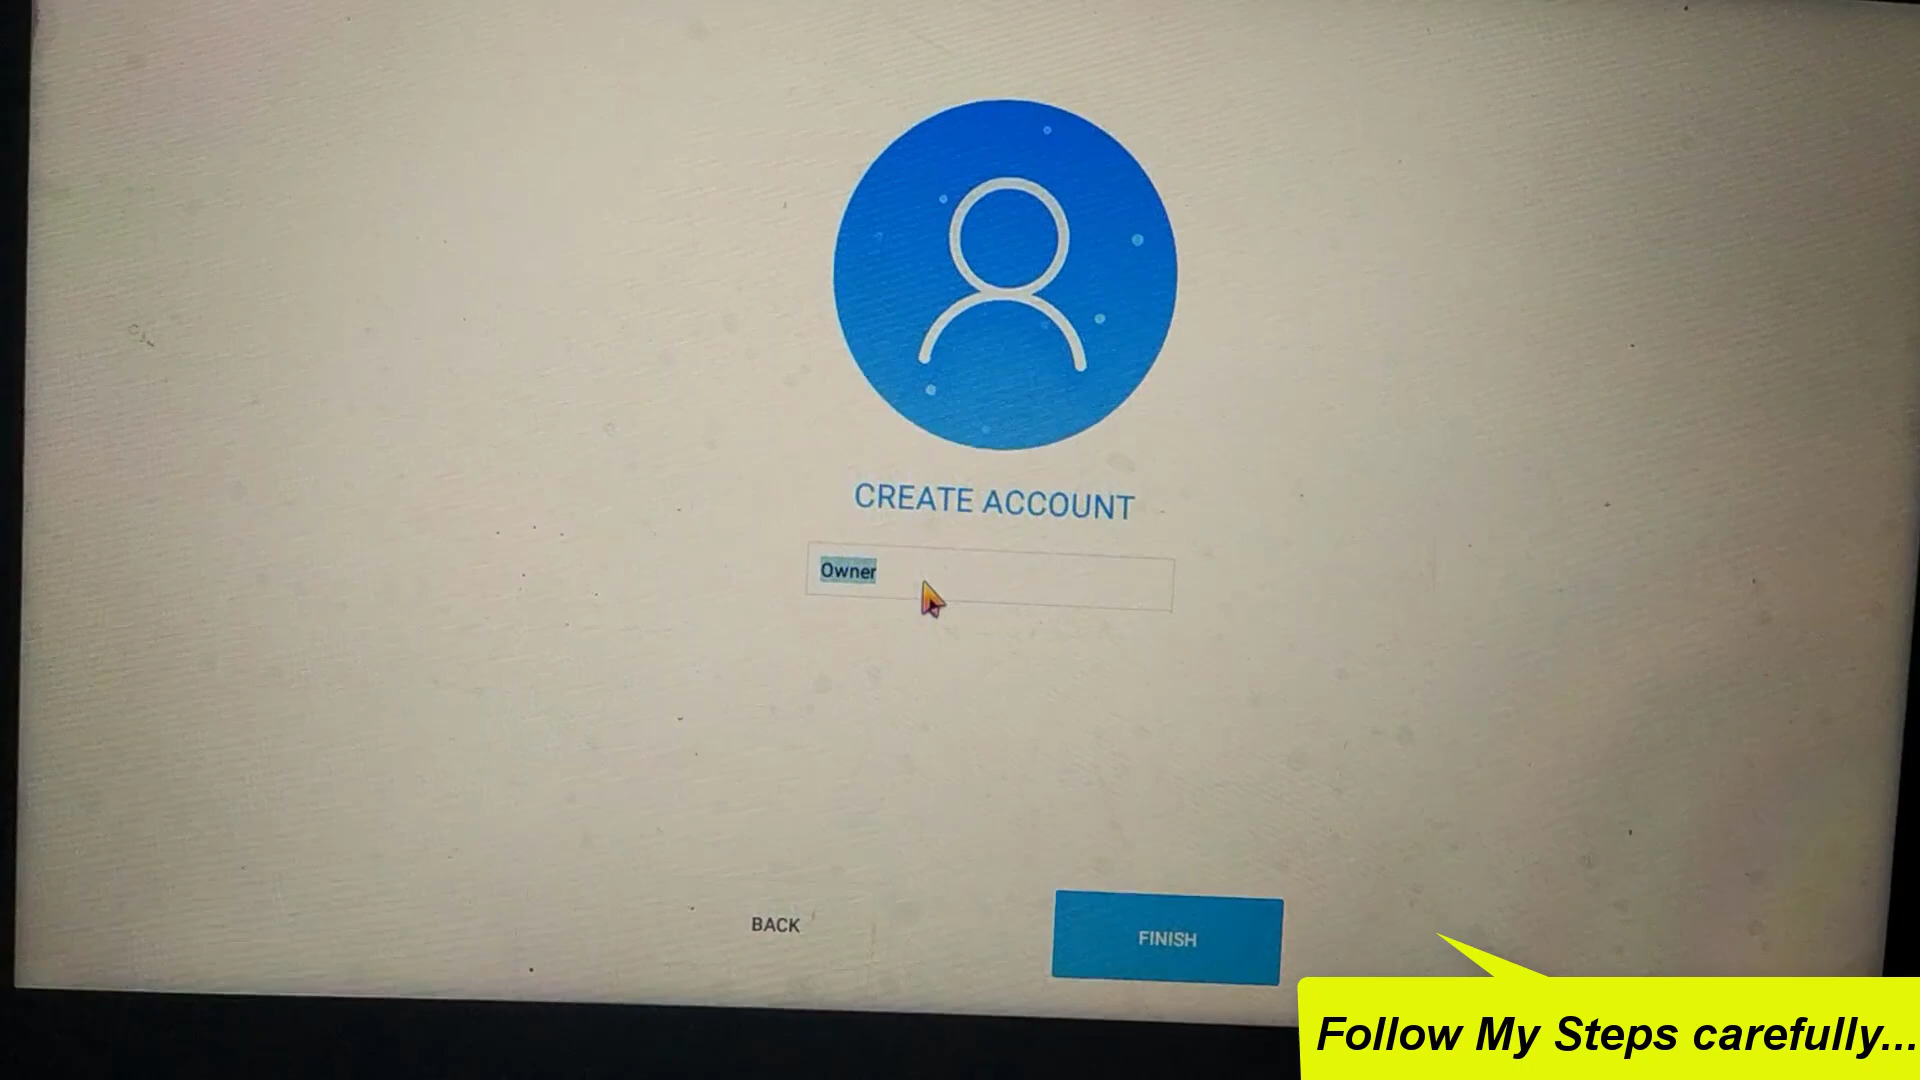 CREATE ACCOUNT
Owner
BACK
FINISH
Follow My Steps carefully...